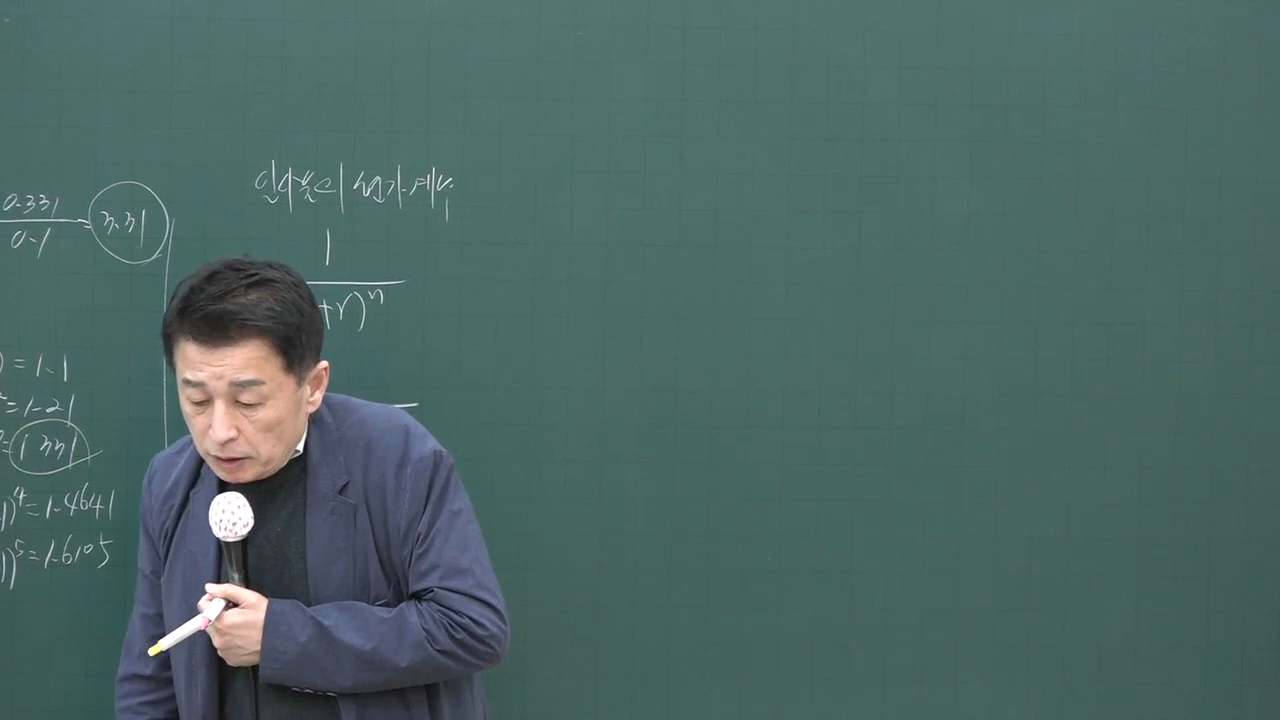 0.331
0.1
3.31
) = 1.1
= 1.21
= 1.331
1)⁴ = 1.4641
1)⁵ = 1.6105
일시불의 현가계수
1
+r)ⁿ